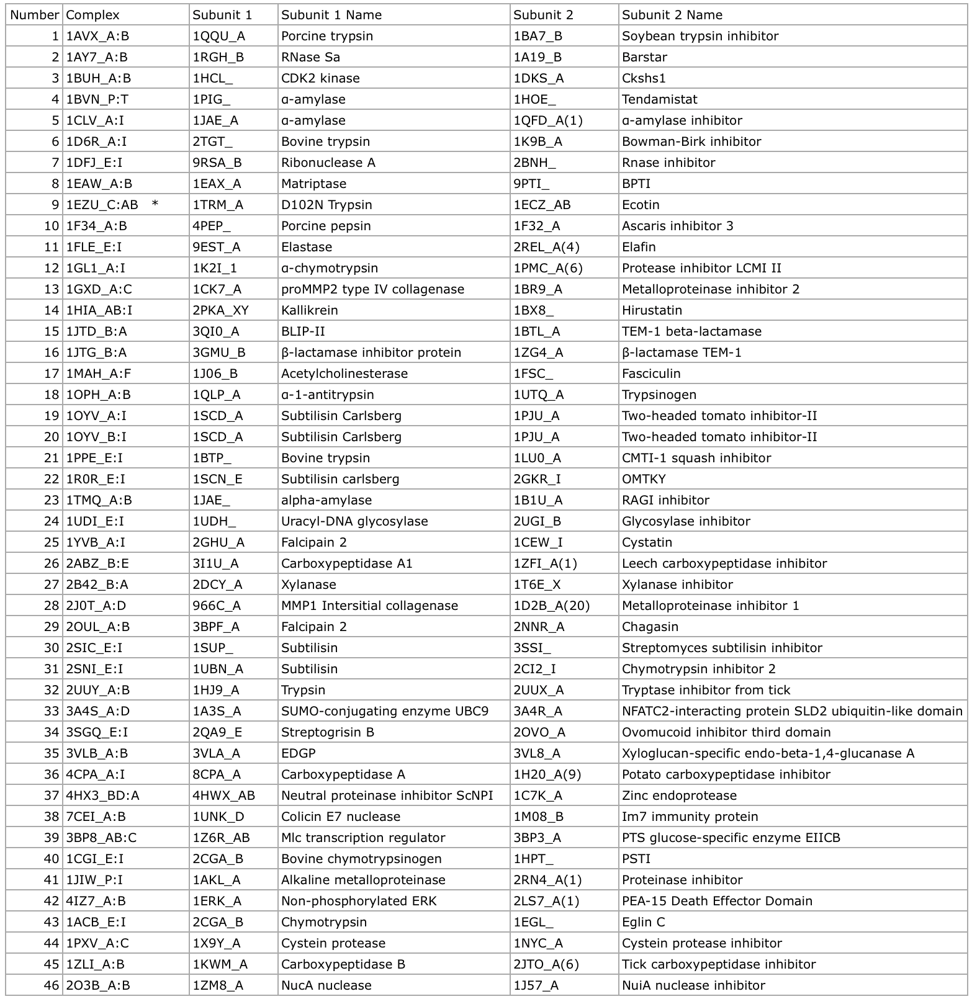 Number Complex Subunit 1 Subunit 1 Name Subunit 2 Subunit 2 Name
1 1AVX_A:B 1QQU_A Porcine trypsin 1BA7_B Soybean trypsin inhibitor
2 1AY7_A:B 1RGH_B RNase Sa 1A19_B Barstar
3 1BUH_A:B 1HCL_ CDK2 kinase 1DKS_A Ckshs1
4 1BVN_P:T 1PIG_ α-amylase 1HOE_ Tendamistat
5 1CLV_A:I 1JAE_A α-amylase 1QFD_A(1) α-amylase inhibitor
6 1D6R_A:I 2TGT_ Bovine trypsin 1K9B_A Bowman-Birk inhibitor
7 1DFJ_E:I 9RSA_B Ribonuclease A 2BNH_ Rnase inhibitor
8 1EAW_A:B 1EAX_A Matriptase 9PTI_ BPTI
9 1EZU_C:AB * 1TRM_A D102N Trypsin 1ECZ_AB Ecotin
10 1F34_A:B 4PEP_ Porcine pepsin 1F32_A Ascaris inhibitor 3
11 1FLE_E:I 9EST_A Elastase 2REL_A(4) Elafin
12 1GL1_A:I 1K2I_1 α-chymotrypsin 1PMC_A(6) Protease inhibitor LCMI II
13 1GXD_A:C 1CK7_A proMMP2 type IV collagenase 1BR9_A Metalloproteinase inhibitor 2
14 1HIA_AB:I 2PKA_XY Kallikrein 1BX8_ Hirustatin
15 1JTD_B:A 3QI0_A BLIP-II 1BTL_A TEM-1 beta-lactamase
16 1JTG_B:A 3GMU_B β-lactamase inhibitor protein 1ZG4_A β-lactamase TEM-1
17 1MAH_A:F 1J06_B Acetylcholinesterase 1FSC_ Fasciculin
18 1OPH_A:B 1QLP_A α-1-antitrypsin 1UTQ_A Trypsinogen
19 1OYV_A:I 1SCD_A Subtilisin Carlsberg 1PJU_A Two-headed tomato inhibitor-II
20 1OYV_B:I 1SCD_A Subtilisin Carlsberg 1PJU_A Two-headed tomato inhibitor-II
21 1PPE_E:I 1BTP_ Bovine trypsin 1LU0_A CMTI-1 squash inhibitor
22 1R0R_E:I 1SCN_E Subtilisin carlsberg 2GKR_I OMTKY
23 1TMQ_A:B 1JAE_ alpha-amylase 1B1U_A RAGI inhibitor
24 1UDI_E:I 1UDH_ Uracyl-DNA glycosylase 2UGI_B Glycosylase inhibitor
25 1YVB_A:I 2GHU_A Falcipain 2 1CEW_I Cystatin
26 2ABZ_B:E 3I1U_A Carboxypeptidase A1 1ZFI_A(1) Leech carboxypeptidase inhibitor
27 2B42_B:A 2DCY_A Xylanase 1T6E_X Xylanase inhibitor
28 2J0T_A:D 966C_A MMP1 Intersitial collagenase 1D2B_A(20) Metalloproteinase inhibitor 1
29 2OUL_A:B 3BPF_A Falcipain 2 2NNR_A Chagasin
30 2SIC_E:I 1SUP_ Subtilisin 3SSI_ Streptomyces subtilisin inhibitor
31 2SNI_E:I 1UBN_A Subtilisin 2CI2_I Chymotrypsin inhibitor 2
32 2UUY_A:B 1HJ9_A Trypsin 2UUX_A Tryptase inhibitor from tick
33 3A4S_A:D 1A3S_A SUMO-conjugating enzyme UBC9 3A4R_A NFATC2-interacting protein SLD2 ubiquitin-like domain
34 3SGQ_E:I 2QA9_E Streptogrisin B 2OVO_A Ovomucoid inhibitor third domain
35 3VLB_A:B 3VLA_A EDGP 3VL8_A Xyloglucan-specific endo-beta-1,4-glucanase A
36 4CPA_A:I 8CPA_A Carboxypeptidase A 1H20_A(9) Potato carboxypeptidase inhibitor
37 4HX3_BD:A 4HWX_AB Neutral proteinase inhibitor ScNPI 1C7K_A Zinc endoprotease
38 7CEI_A:B 1UNK_D Colicin E7 nuclease 1M08_B Im7 immunity protein
39 3BP8_AB:C 1Z6R_AB Mlc transcription regulator 3BP3_A PTS glucose-specific enzyme EIICB
40 1CGI_E:I 2CGA_B Bovine chymotrypsinogen 1HPT_ PSTI
41 1JIW_P:I 1AKL_A Alkaline metalloproteinase 2RN4_A(1) Proteinase inhibitor
42 4IZ7_A:B 1ERK_A Non-phosphorylated ERK 2LS7_A(1) PEA-15 Death Effector Domain
43 1ACB_E:I 2CGA_B Chymotrypsin 1EGL_ Eglin C
44 1PXV_A:C 1X9Y_A Cystein protease 1NYC_A Cystein protease inhibitor
45 1ZLI_A:B 1KWM_A Carboxypeptidase B 2JTO_A(6) Tick carboxypeptidase inhibitor
46 2O3B_A:B 1ZM8_A NucA nuclease 1J57_A NuiA nuclease inhibitor